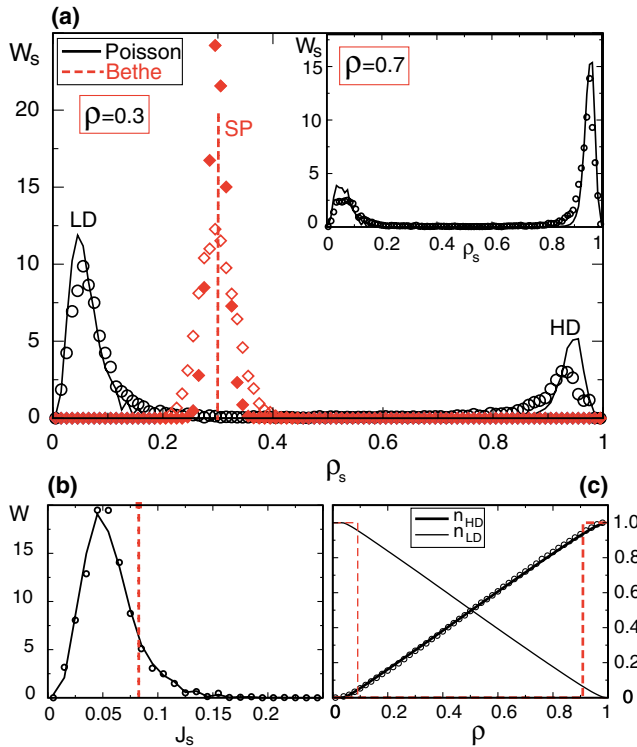 (a)
W_s
Poisson
Bethe
ρ=0.3
SP
LD
HD
20
15
10
5
0
0 0.2 0.4 0.6 0.8 1
ρ_s
W_s
ρ=0.7
15
10
5
0
0 0.2 0.4 0.6 0.8 1
ρ_s
(b)
W
15
10
5
0
0.00 0.05 0.10 0.15 0.20
J_s
(c)
n_HD
n_LD
1.0
0.8
0.6
0.4
0.2
0.0
0 0.2 0.4 0.6 0.8 1
ρ